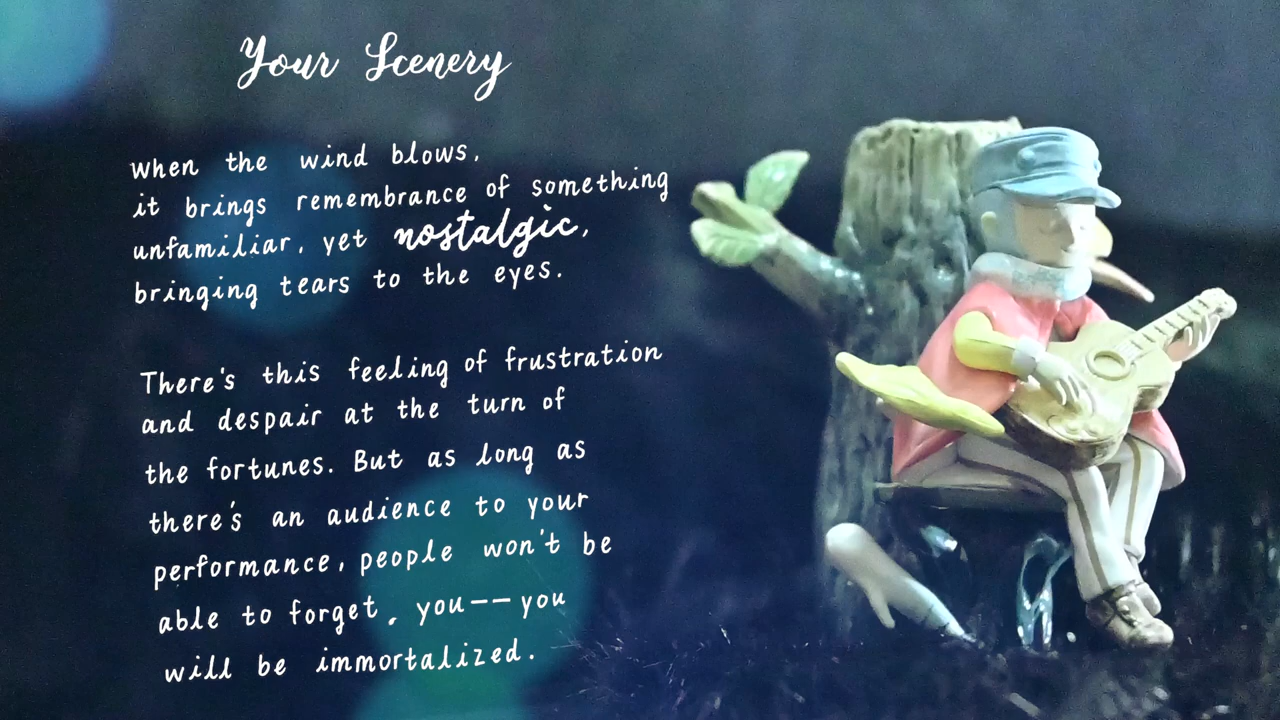 Your Scenery
when the wind blows,
it brings remembrance of something
unfamiliar, yet nostalgic,
bringing tears to the eyes.
There's this feeling of frustration
and despair at the turn of
the fortunes. But as long as
there's an audience to your
performance, people won't be
able to forget, you––you
will be immortalized.